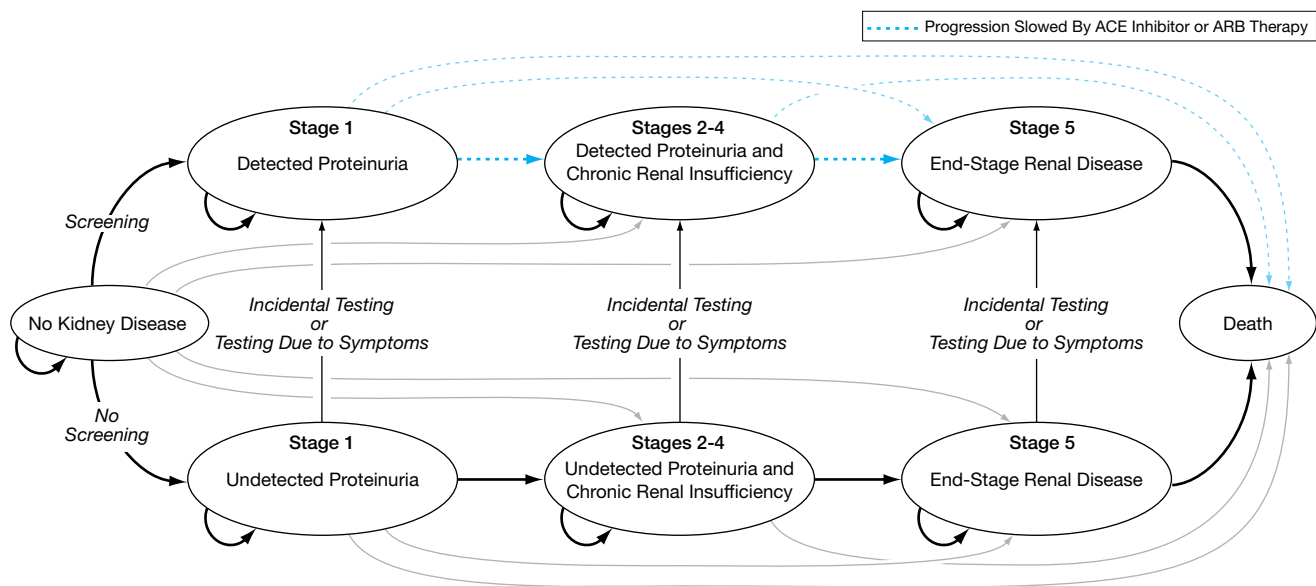 Progression Slowed By ACE Inhibitor or ARB Therapy
Stage 1
Detected Proteinuria
Stages 2-4
Detected Proteinuria and
Chronic Renal Insufficiency
Stage 5
End-Stage Renal Disease
Screening
No Kidney Disease
Incidental Testing
or
Testing Due to Symptoms
Incidental Testing
or
Testing Due to Symptoms
Incidental Testing
or
Testing Due to Symptoms
Death
No
Screening
Stage 1
Undetected Proteinuria
Stages 2-4
Undetected Proteinuria and
Chronic Renal Insufficiency
Stage 5
End-Stage Renal Disease